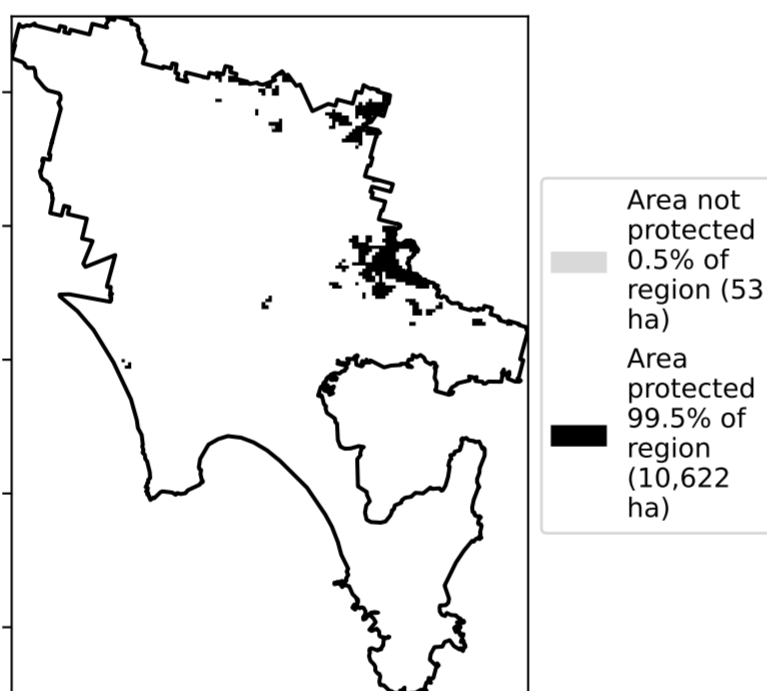 Area not
protected
0.5% of
region (53
ha)
Area
protected
99.5% of
region
(10,622
ha)